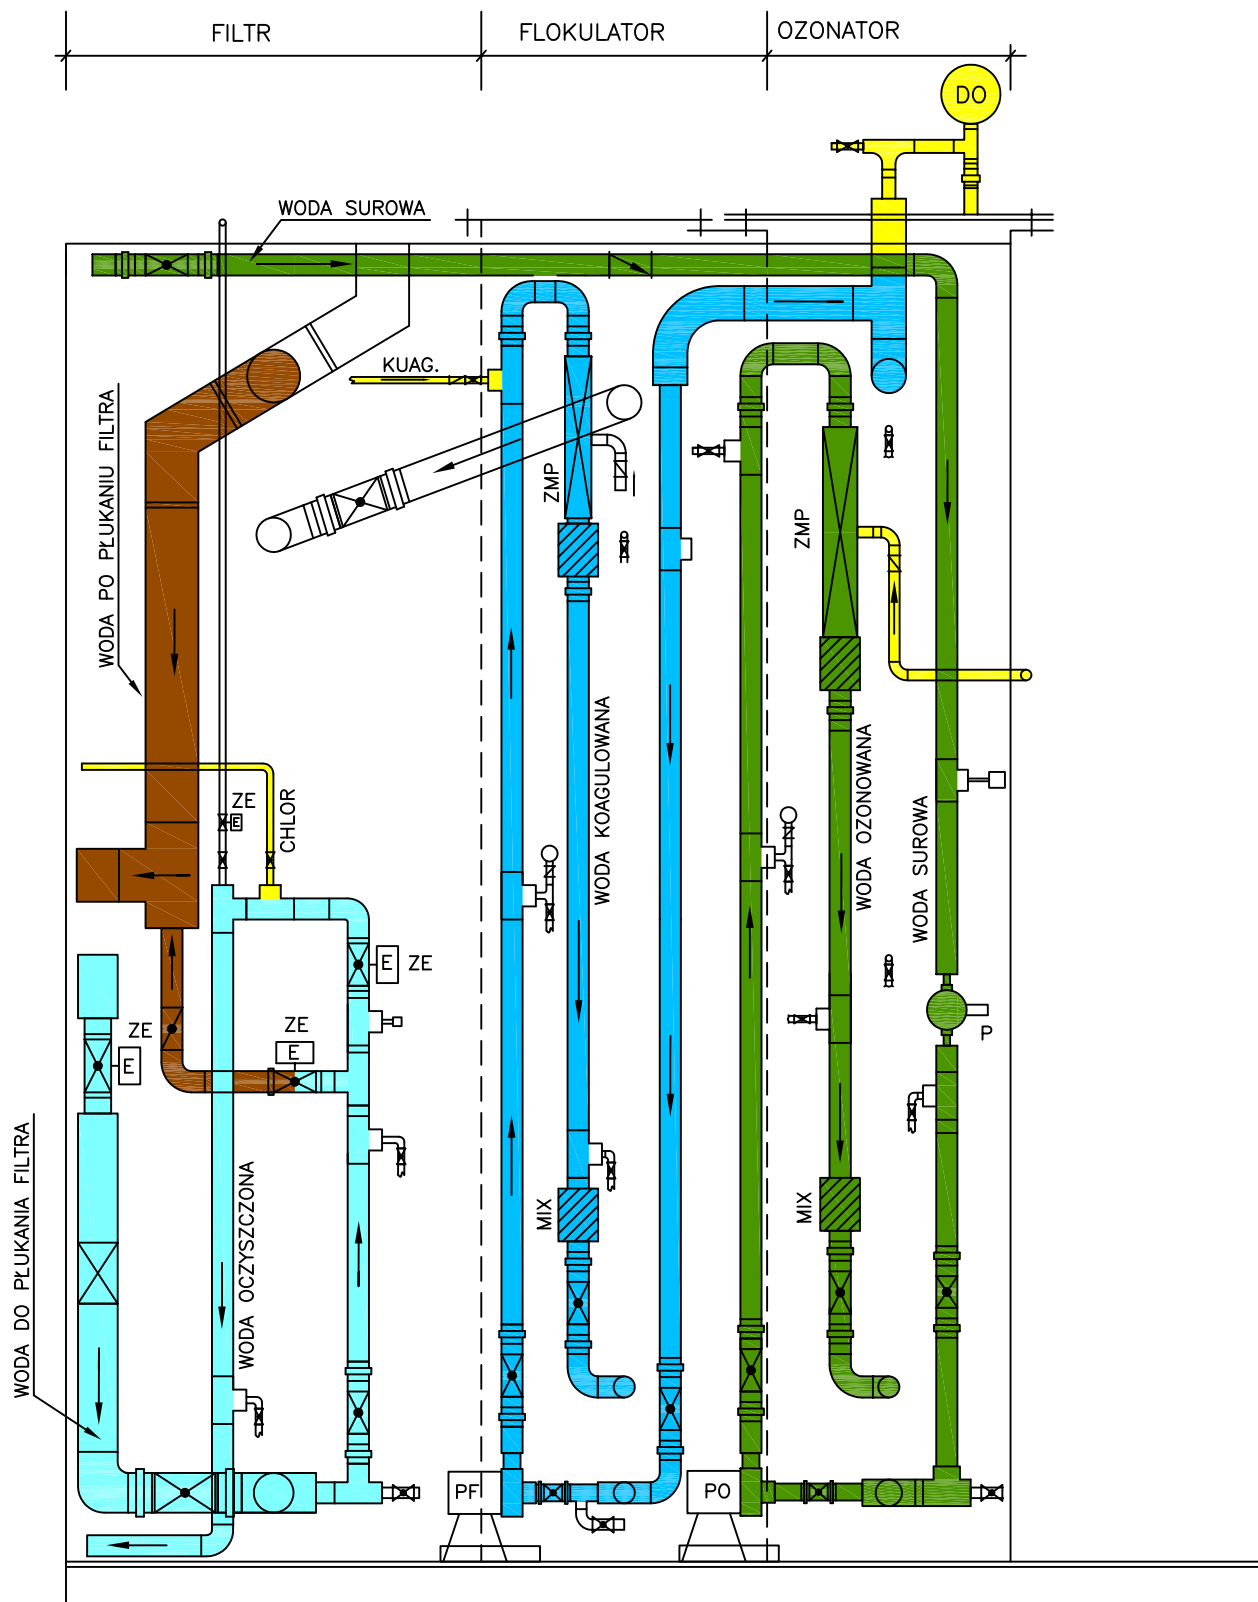 FILTR
FLOKULATOR
OZONATOR
DO
WODA SUROWA
KUAG.
WODA PO PŁUKANIU FILTRA
ZMP
ZMP
WODA KOAGULOWANA
WODA OZONOWANA
WODA SUROWA
ZE
E
CHLOR
E
ZE
ZE
E
ZE
E
P
WODA DO PŁUKANIA FILTRA
WODA OCZYSZCZONA
MIX
MIX
PF
PO